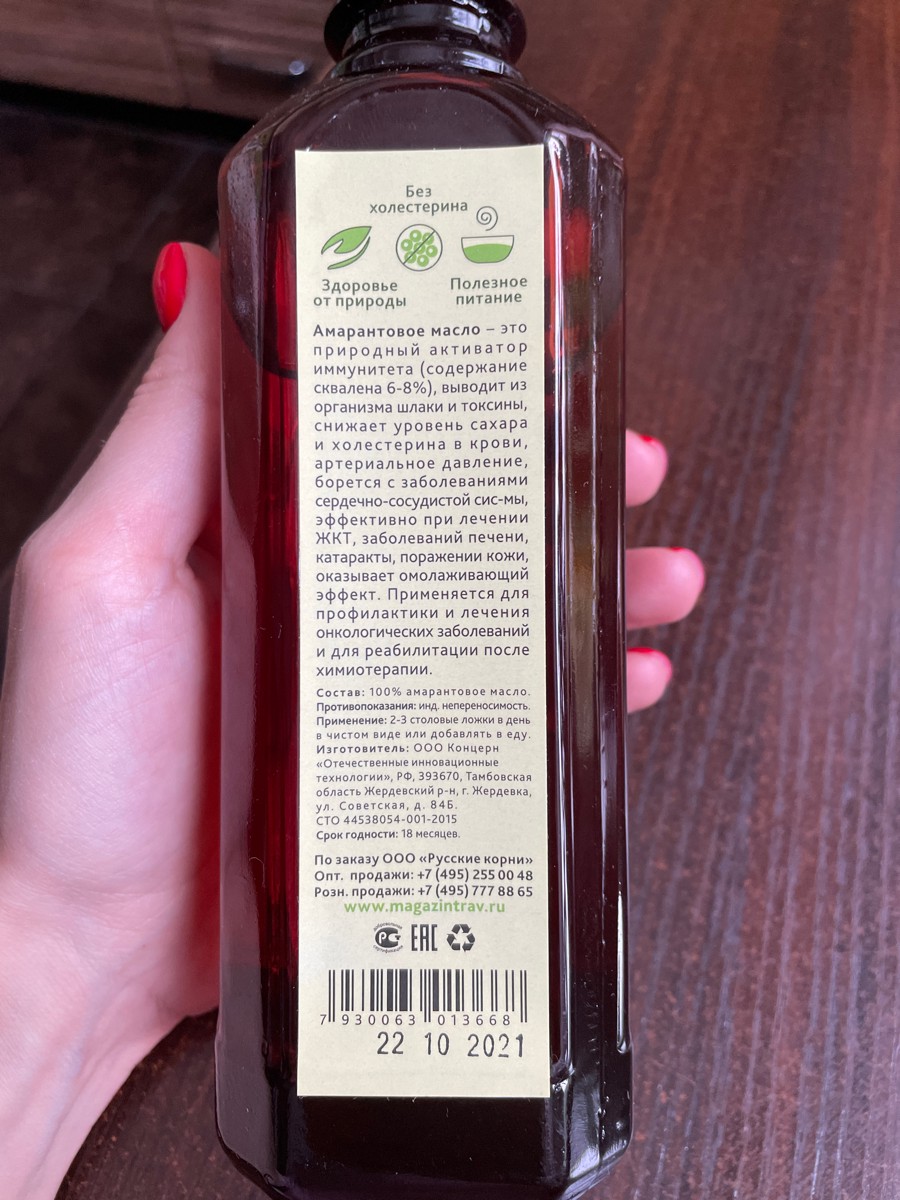 Без
холестерина
Здоровье
от природы
Полезное
питание
Амарантовое масло – это
природный активатор
иммунитета (содержание
сквалена 6-8%), выводит из
организма шлаки и токсины,
снижает уровень сахара
и холестерина в крови,
артериальное давление,
борется с заболеваниями
сердечно-сосудистой сис-мы,
эффективно при лечении
ЖКТ, заболеваний печени,
катаракты, поражении кожи,
оказывает омолаживающий
эффект. Применяется для
профилактики и лечения
онкологических заболеваний
и для реабилитации после
химиотерапии.
Состав: 100% амарантовое масло.
Противопоказания: инд. непереносимость.
Применение: 2-3 столовые ложки в день
в чистом виде или добавлять в еду.
Изготовитель: ООО Концерн
«Отечественные инновационные
технологии», РФ, 393670, Тамбовская
область Жердевский р-н, г. Жердевка,
ул. Советская, д. 84Б.
СТО 44538054-001-2015
Срок годности: 18 месяцев.
По заказу ООО «Русские корни»
Опт. продажи: +7 (495) 255 00 48
Розн. продажи: +7 (495) 777 88 65
www.magazintrav.ru
добровольная
сертификация
ЕАС
7 930063 013668
22 10 2021